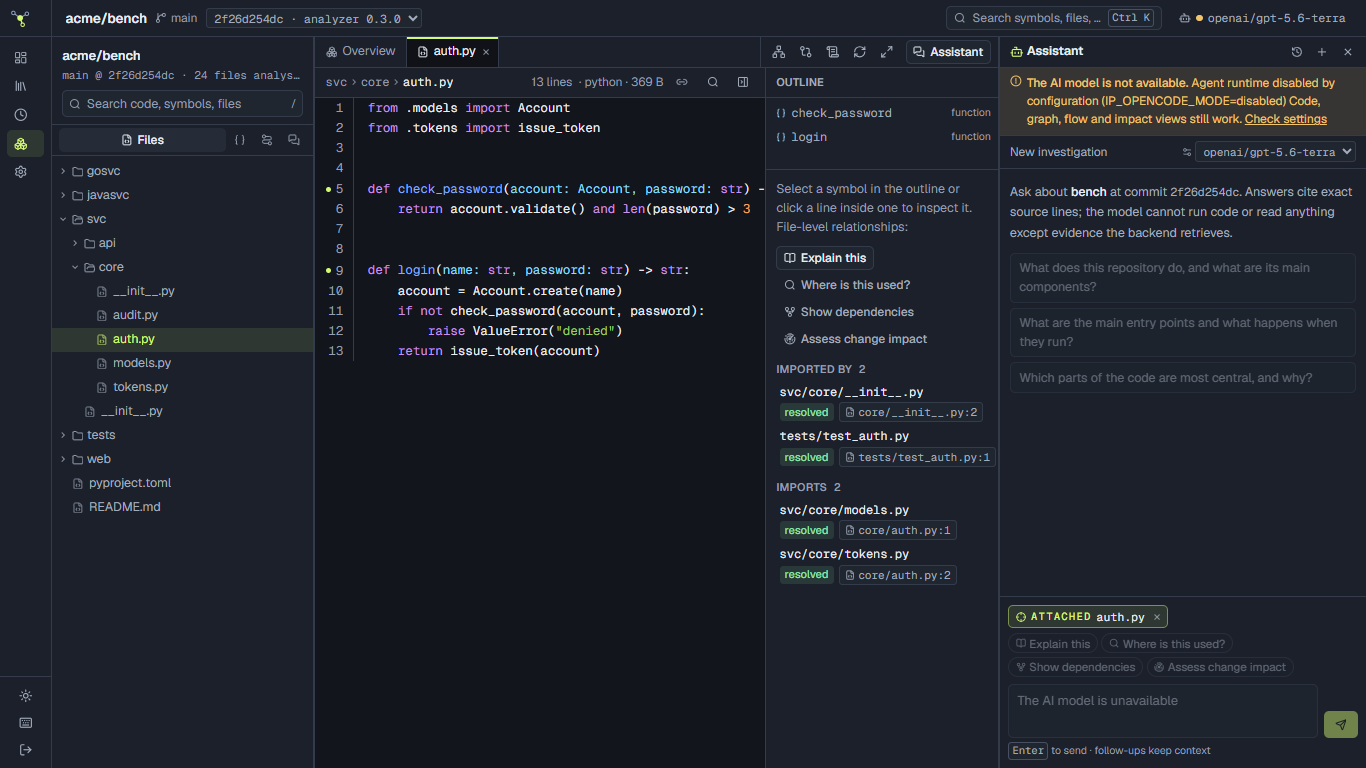 acme/bench main 2f26d254dc · analyzer 0.3.0
Search symbols, files, … Ctrl K
openai/gpt-5.6-terra
acme/bench
main @ 2f26d254dc · 24 files analys…
Search code, symbols, files /
Files
gosvc
javasvc
svc
api
core
__init__.py
audit.py
auth.py
models.py
tokens.py
__init__.py
tests
web
pyproject.toml
README.md
Overview
auth.py ×
Assistant
svc › core › auth.py 13 lines · python · 369 B
1 from .models import Account
2 from .tokens import issue_token
3
4
5 def check_password(account: Account, password: str) -
6 return account.validate() and len(password) > 3
7
8
9 def login(name: str, password: str) -> str:
10 account = Account.create(name)
11 if not check_password(account, password):
12 raise ValueError("denied")
13 return issue_token(account)
OUTLINE
{} check_password function
{} login function
Select a symbol in the outline or
click a line inside one to inspect it.
File-level relationships:
Explain this
Where is this used?
Show dependencies
Assess change impact
IMPORTED BY 2
svc/core/__init__.py
resolved core/__init__.py:2
tests/test_auth.py
resolved tests/test_auth.py:1
IMPORTS 2
svc/core/models.py
resolved core/auth.py:1
svc/core/tokens.py
resolved core/auth.py:2
Assistant
The AI model is not available. Agent runtime disabled by
configuration (IP_OPENCODE_MODE=disabled) Code,
graph, flow and impact views still work. Check settings
New investigation openai/gpt-5.6-terra
Ask about bench at commit 2f26d254dc. Answers cite exact
source lines; the model cannot run code or read anything
except evidence the backend retrieves.
What does this repository do, and what are its main
components?
What are the main entry points and what happens when
they run?
Which parts of the code are most central, and why?
ATTACHED auth.py ×
Explain this Where is this used?
Show dependencies Assess change impact
The AI model is unavailable
Enter to send · follow-ups keep context